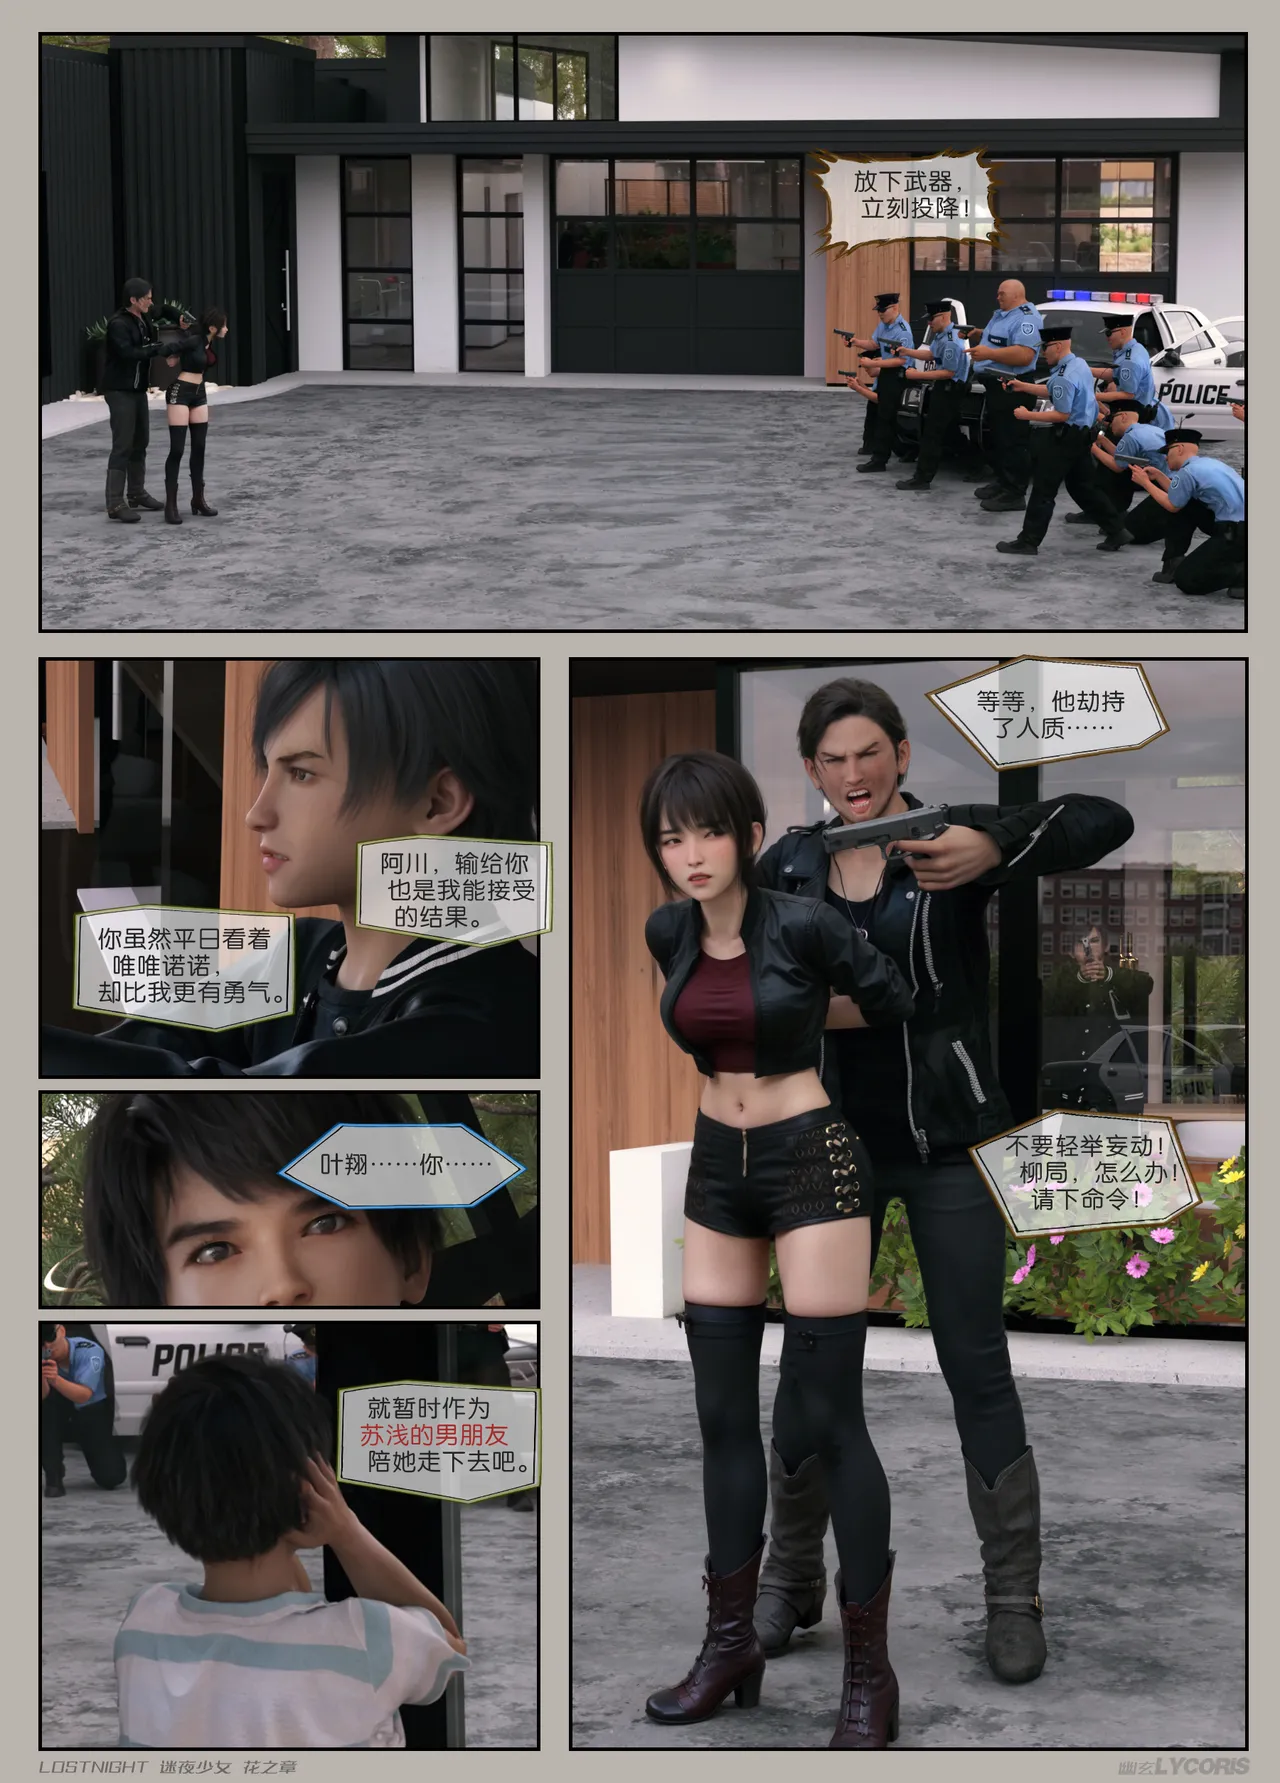 放下武器，
立刻投降！
POLICE
阿川，输给你
也是我能接受
的结果。
你虽然平日看着
唯唯诺诺，
却比我更有勇气。
叶翔……你……
POLICE
就暂时作为
苏浅的男朋友
陪她走下去吧。
等等，他劫持
了人质……
不要轻举妄动！
柳局，怎么办！
请下命令！
LOSTNIGHT 迷夜少女 花之章
幽玄LYCORIS